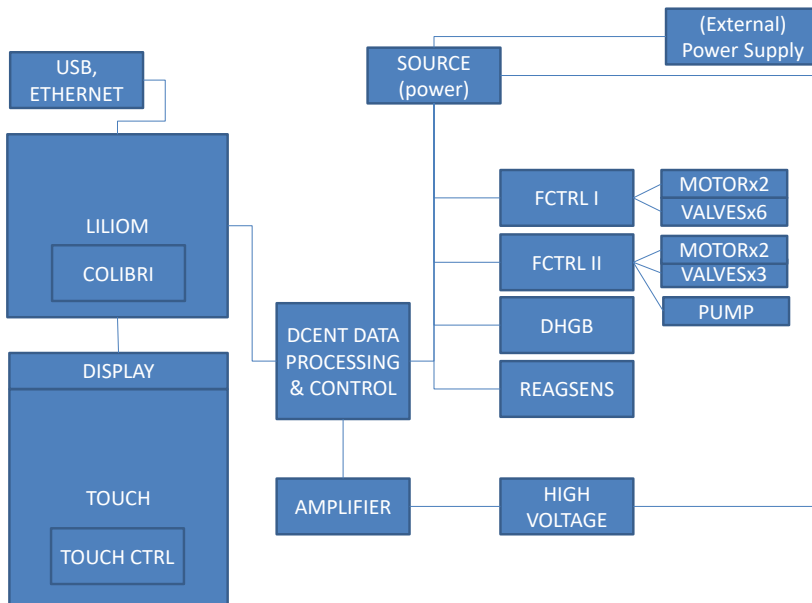 (External)
Power Supply
USB,
ETHERNET
SOURCE
(power)
LILIOM
COLIBRI
FCTRL I
MOTORx2
VALVESx6
FCTRL II
MOTORx2
VALVESx3
PUMP
DCENT DATA
PROCESSING
& CONTROL
DHGB
REAGSENS
DISPLAY
TOUCH
TOUCH CTRL
AMPLIFIER
HIGH
VOLTAGE